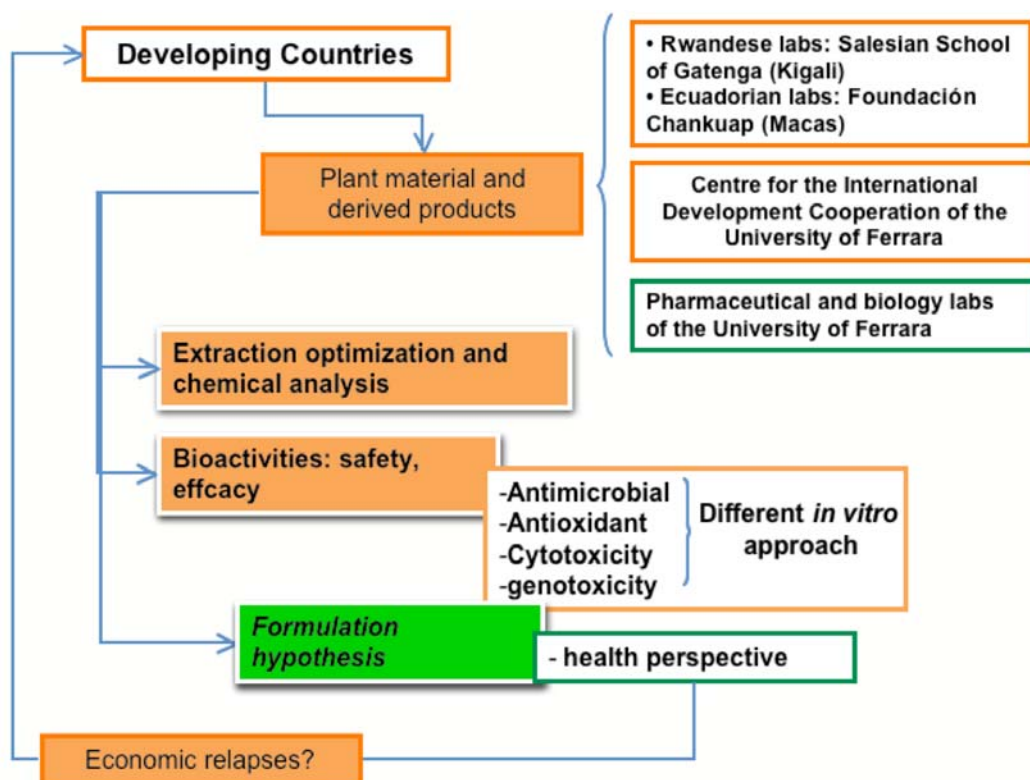 Developing Countries
• Rwandese labs: Salesian School
of Gatenga (Kigali)
• Ecuadorian labs: Foundación
Chankuap (Macas)
Plant material and
derived products
Centre for the International
Development Cooperation of the
University of Ferrara
Pharmaceutical and biology labs
of the University of Ferrara
Extraction optimization and
chemical analysis
Bioactivities: safety,
effcacy
-Antimicrobial
-Antioxidant
-Cytotoxicity
-genotoxicity
Different in vitro
approach
Formulation
hypothesis
- health perspective
Economic relapses?